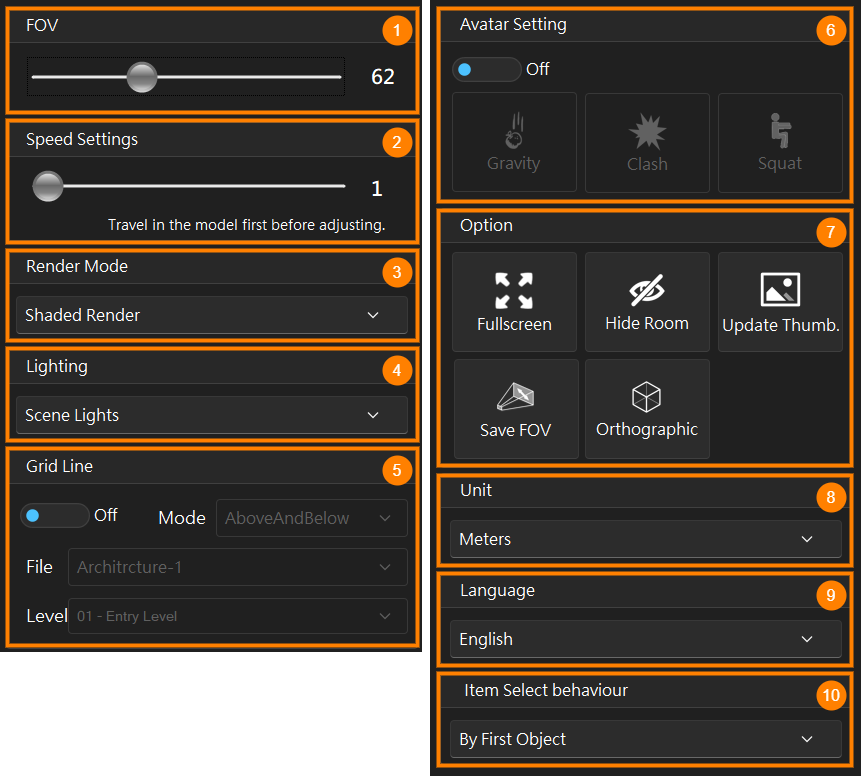 FOV
1
62
Speed Settings
2
1
Travel in the model first before adjusting.
Render Mode
3
Shaded Render
Lighting
4
Scene Lights
Grid Line
5
Off
Mode
AboveAndBelow
File
Architrcture-1
Level
01 - Entry Level
Avatar Setting
6
Off
Gravity
Clash
Squat
Option
7
Fullscreen
Hide Room
Update Thumb.
Save FOV
Orthographic
Unit
8
Meters
Language
9
English
Item Select behaviour
10
By First Object